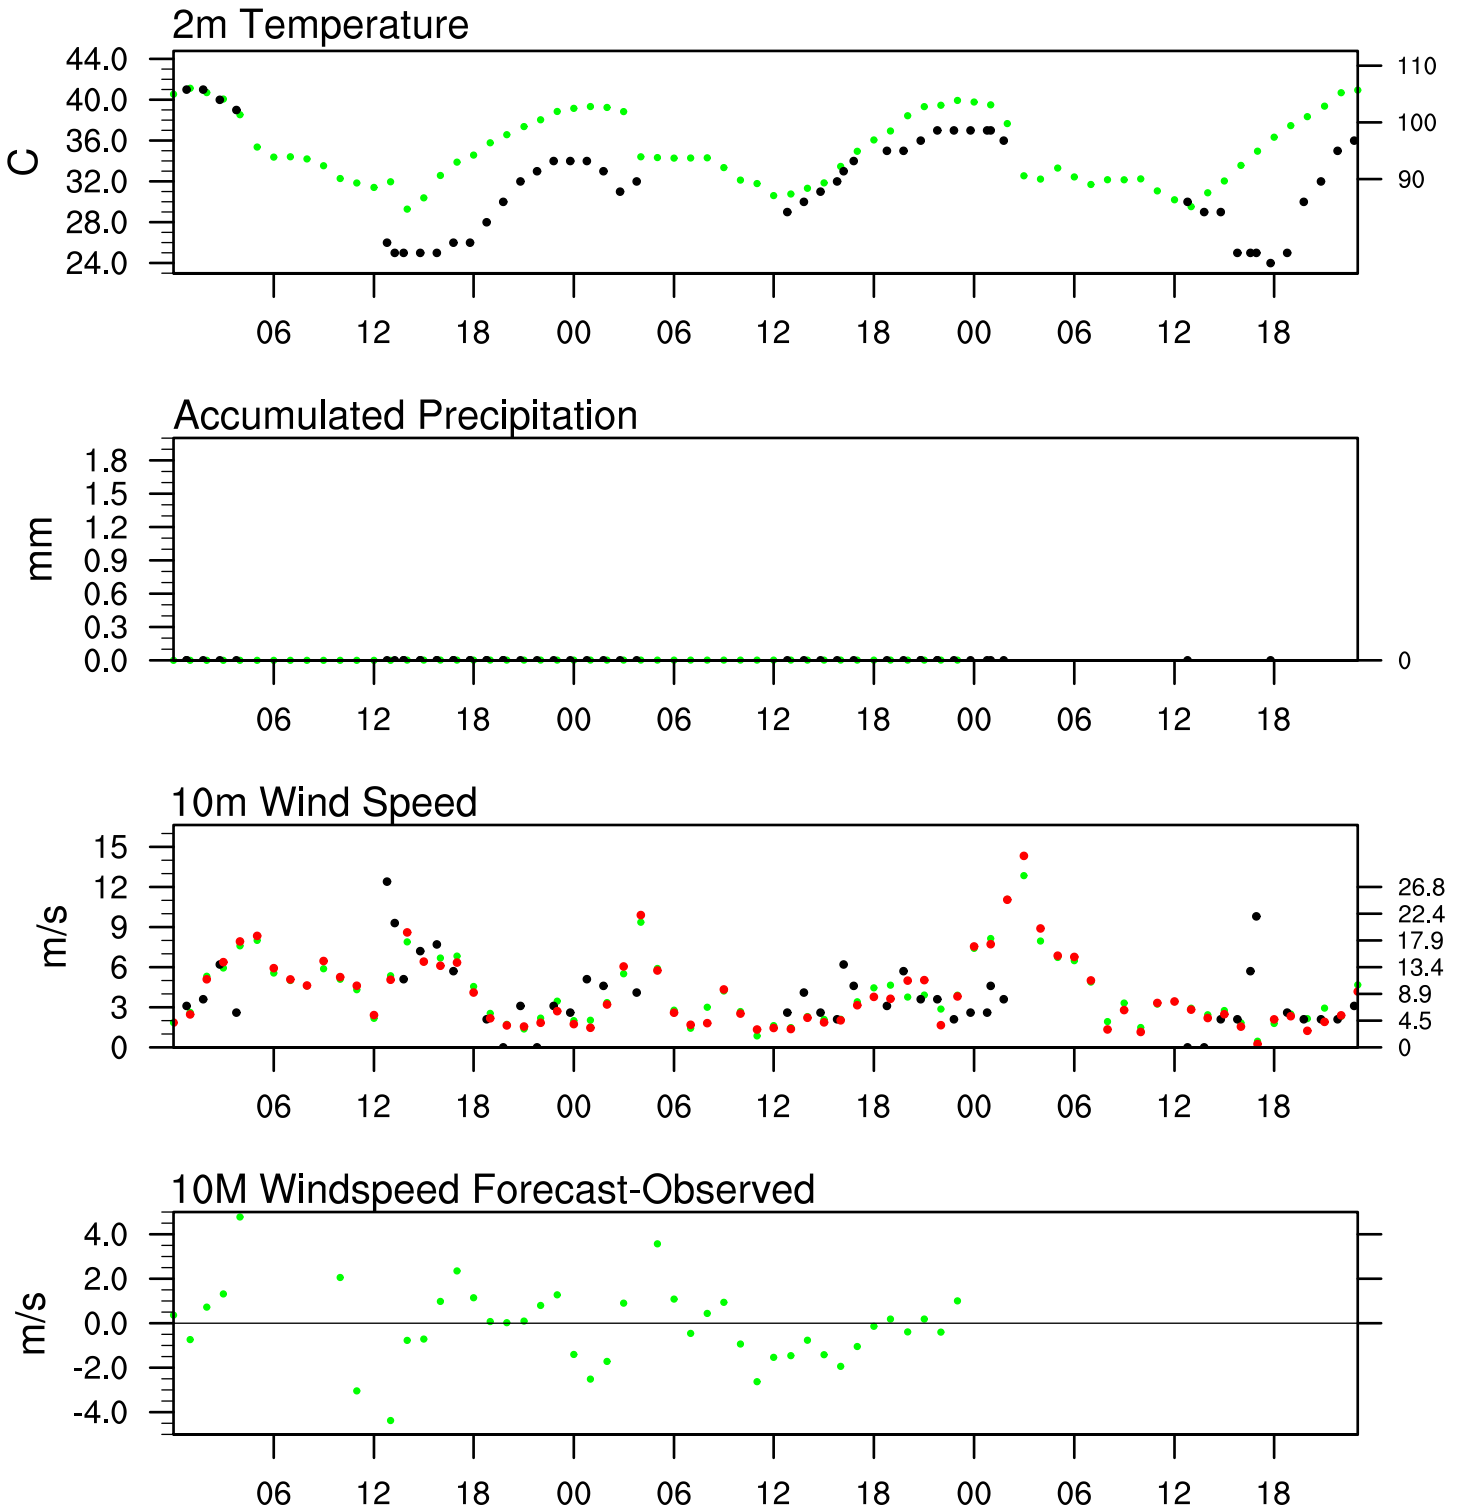 2m Temperature
44.0
40.0
36.0
32.0
28.0
24.0
C
110
100
90
06 12 18 00 06 12 18 00 06 12 18
Accumulated Precipitation
1.8
1.5
1.2
0.9
0.6
0.3
0.0
mm
0
06 12 18 00 06 12 18 00 06 12 18
10m Wind Speed
15
12
9
6
3
0
m/s
26.8
22.4
17.9
13.4
8.9
4.5
0
06 12 18 00 06 12 18 00 06 12 18
10M Windspeed Forecast-Observed
4.0
2.0
0.0
-2.0
-4.0
m/s
06 12 18 00 06 12 18 00 06 12 18